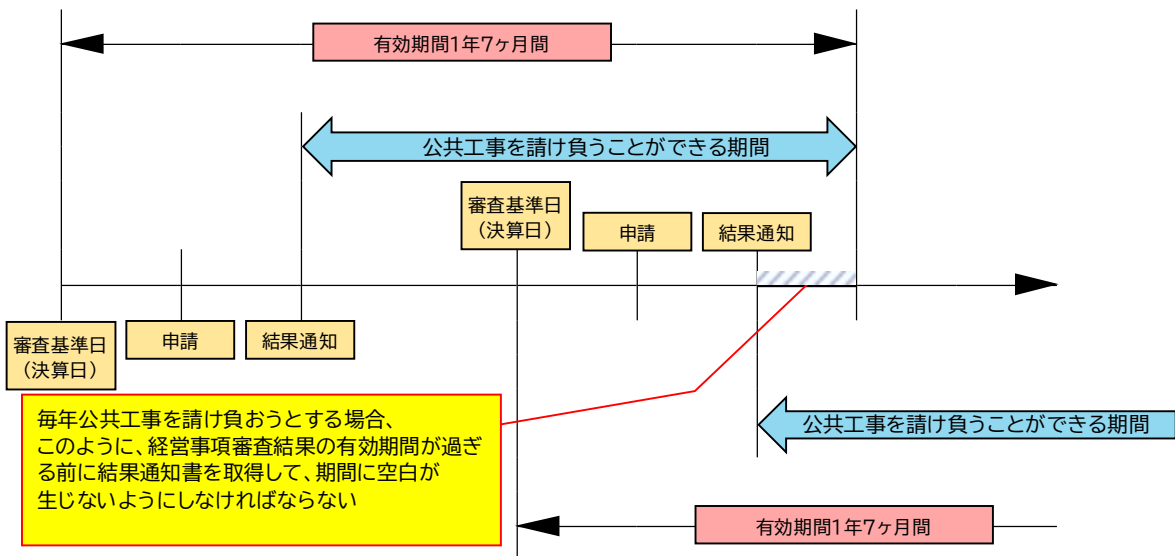 有効期間1年7ヶ月間
公共工事を請け負うことができる期間
審査基準日
（決算日）
申請
結果通知
審査基準日
（決算日）
申請
結果通知
毎年公共工事を請け負おうとする場合、
このように、経営事項審査結果の有効期間が過ぎ
る前に結果通知書を取得して、期間に空白が
生じないようにしなければならない
公共工事を請け負うことができる期間
有効期間1年7ヶ月間